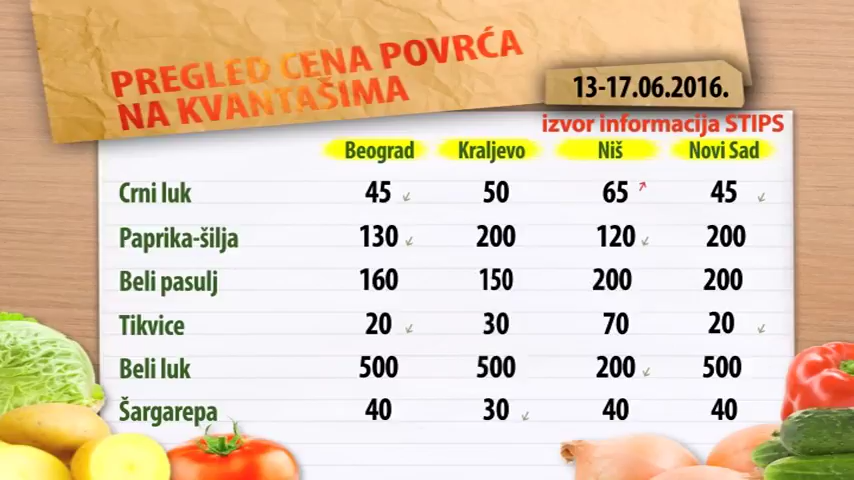 PREGLED CENA POVRĆA
NA KVANTAŠIMA
13-17.06.2016.
izvor informacija STIPS
Beograd Kraljevo Niš Novi Sad
Crni luk 45 50 65 45
Paprika-šilja 130 200 120 200
Beli pasulj 160 150 200 200
Tikvice 20 30 70 20
Beli luk 500 500 200 500
Šargarepa 40 30 40 40